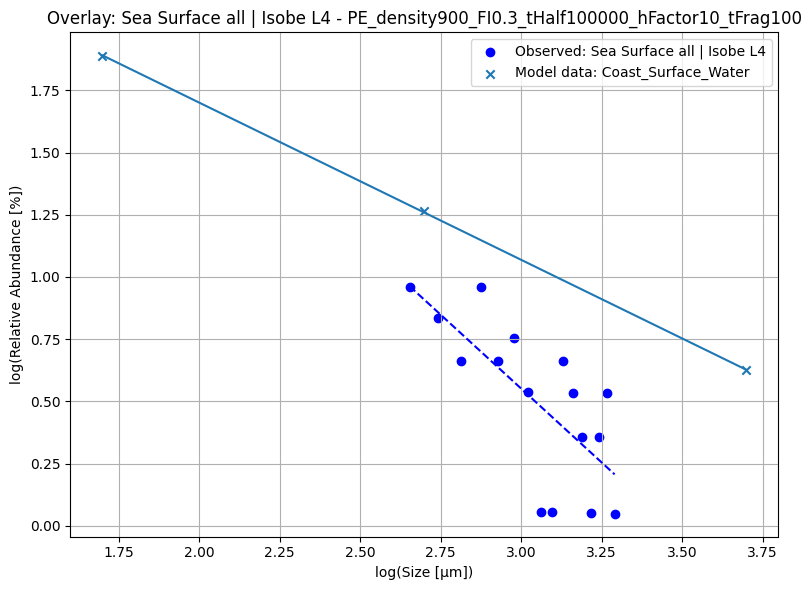 Overlay: Sea Surface all | Isobe L4 - PE_density900_FI0.3_tHalf100000_hFactor10_tFrag100
Observed: Sea Surface all | Isobe L4
Model data: Coast_Surface_Water
log(Relative Abundance [%])
1.75
1.50
1.25
1.00
0.75
0.50
0.25
0.00
1.75 2.00 2.25 2.50 2.75 3.00 3.25 3.50 3.75
log(Size [µm])